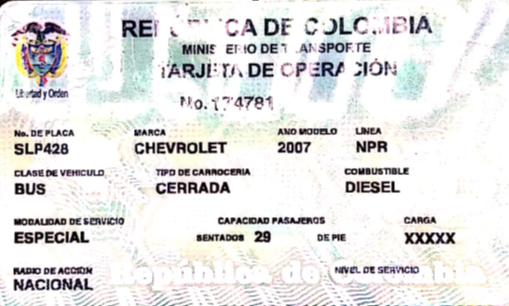 REPÚBLICA DE COLOMBIA
MINISTERIO DE TRANSPORTE
TARJETA DE OPERACIÓN
Libertad y Orden
No. 174781
No. DE PLACA MARCA ANO MODELO LINEA
SLP428 CHEVROLET 2007 NPR
CLASE DE VEHICULO TIPO DE CARROCERIA COMBUSTIBLE
BUS CERRADA DIESEL
MODALIDAD DE SERVICIO CAPACIDAD PASAJEROS CARGA
ESPECIAL SENTADOS 29 DE PIE XXXXX
RADIO DE ACCION NIVEL DE SERVICIO
NACIONAL
República de Colombia